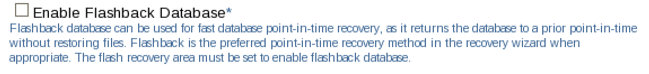 Enable Flashback Database*
Flashback database can be used for fast database point-in-time recovery, as it returns the database to a prior point-in-time
without restoring files. Flashback is the preferred point-in-time recovery method in the recovery wizard when
appropriate. The flash recovery area must be set to enable flashback database.